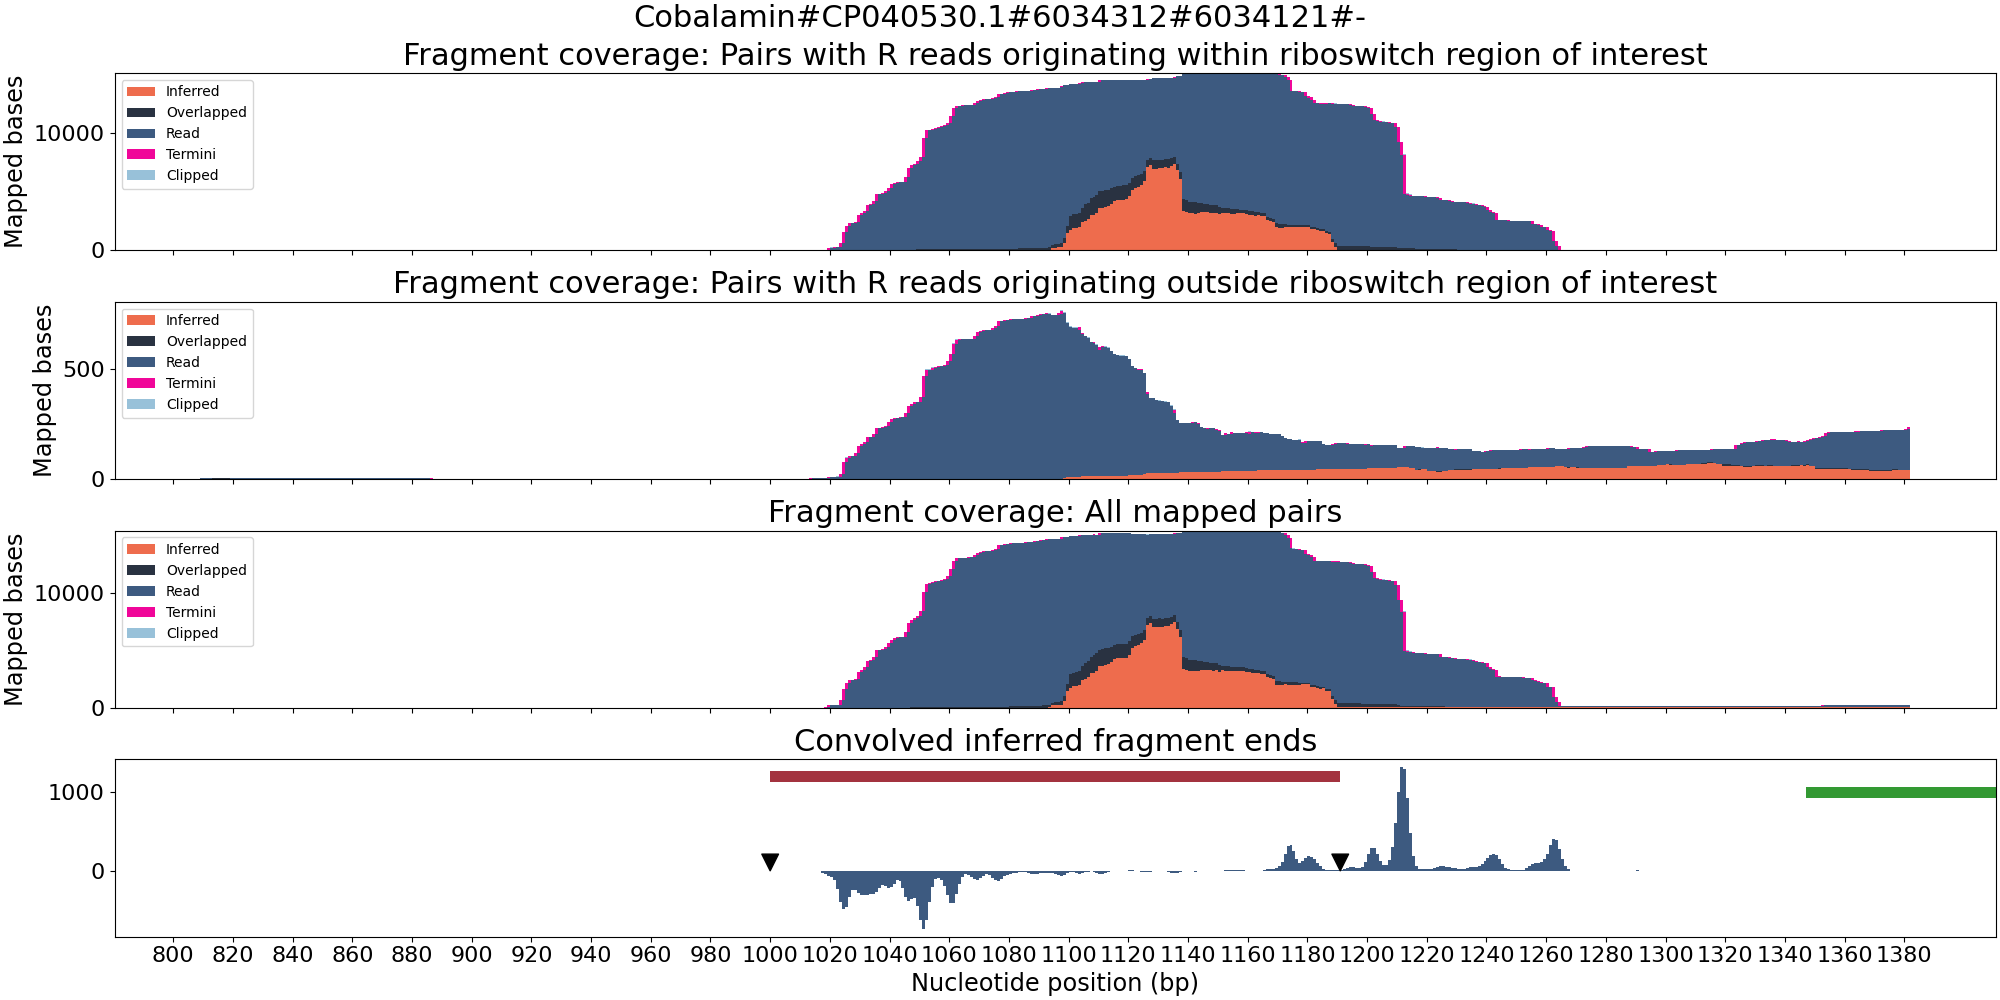 Cobalamin#CP040530.1#6034312#6034121#-
Fragment coverage: Pairs with R reads originating within riboswitch region of interest
Mapped bases
10000
0
Inferred
Overlapped
Read
Termini
Clipped
Fragment coverage: Pairs with R reads originating outside riboswitch region of interest
Mapped bases
500
0
Inferred
Overlapped
Read
Termini
Clipped
Fragment coverage: All mapped pairs
Mapped bases
10000
0
Inferred
Overlapped
Read
Termini
Clipped
Convolved inferred fragment ends
1000
0
800 820 840 860 880 900 920 940 960 980 1000 1020 1040 1060 1080 1100 1120 1140 1160 1180 1200 1220 1240 1260 1280 1300 1320 1340 1360 1380
Nucleotide position (bp)